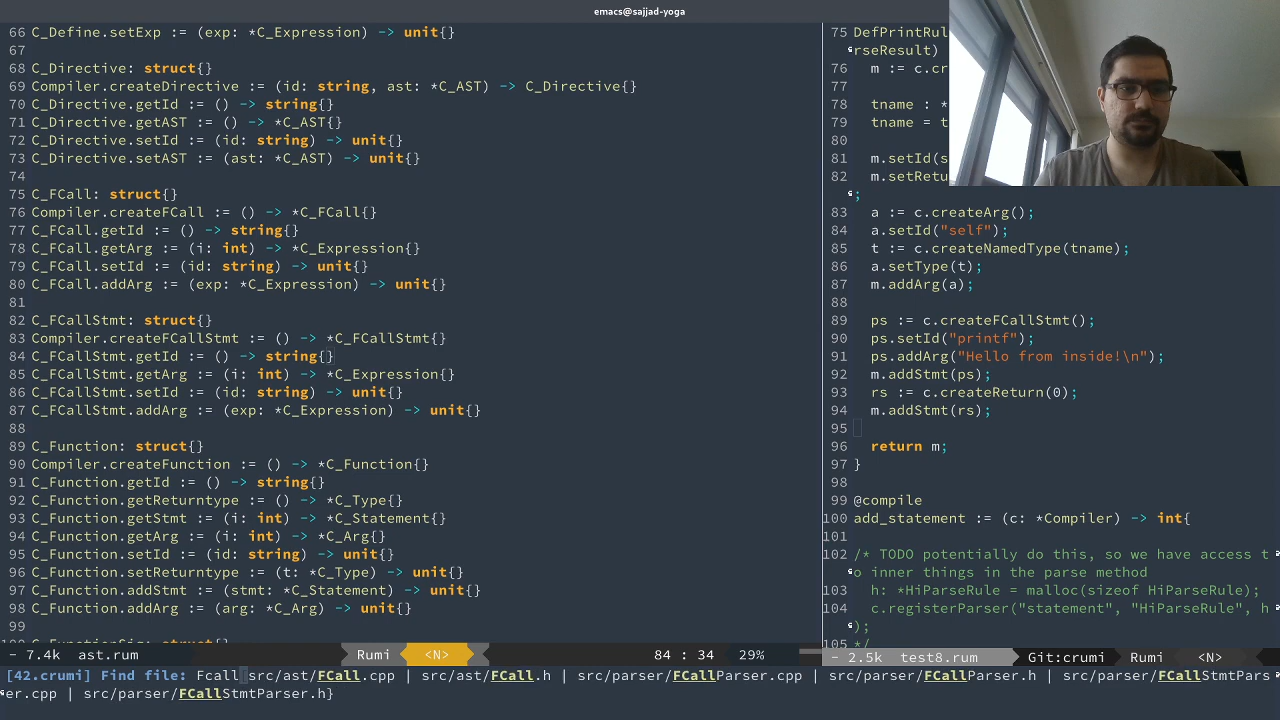 emacs@sajjad-yoga
66 C_Define.setExp := (exp: *C_Expression) -> unit{}
67
68 C_Directive: struct{}
69 Compiler.createDirective := (id: string, ast: *C_AST) -> C_Directive{}
70 C_Directive.getId := () -> string{}
71 C_Directive.getAST := () -> *C_AST{}
72 C_Directive.setId := (id: string) -> unit{}
73 C_Directive.setAST := (ast: *C_AST) -> unit{}
74
75 C_FCall: struct{}
76 Compiler.createFCall := () -> *C_FCall{}
77 C_FCall.getId := () -> string{}
78 C_FCall.getArg := (i: int) -> *C_Expression{}
79 C_FCall.setId := (id: string) -> unit{}
80 C_FCall.addArg := (exp: *C_Expression) -> unit{}
81
82 C_FCallStmt: struct{}
83 Compiler.createFCallStmt := () -> *C_FCallStmt{}
84 C_FCallStmt.getId := () -> string{}
85 C_FCallStmt.getArg := (i: int) -> *C_Expression{}
86 C_FCallStmt.setId := (id: string) -> unit{}
87 C_FCallStmt.addArg := (exp: *C_Expression) -> unit{}
88
89 C_Function: struct{}
90 Compiler.createFunction := () -> *C_Function{}
91 C_Function.getId := () -> string{}
92 C_Function.getReturntype := () -> *C_Type{}
93 C_Function.getStmt := (i: int) -> *C_Statement{}
94 C_Function.getArg := (i: int) -> *C_Arg{}
95 C_Function.setId := (id: string) -> unit{}
96 C_Function.setReturntype := (t: *C_Type) -> unit{}
97 C_Function.addStmt := (stmt: *C_Statement) -> unit{}
98 C_Function.addArg := (arg: *C_Arg) -> unit{}
99
- 7.4k ast.rum Rumi <N> 84 : 34 29%
75 DefPrintRul
rseResult)
76 m := c.cr
77
78 tname : *
79 tname = t
80
81 m.setId(s
82 m.setRetu
;
83 a := c.createArg();
84 a.setId("self");
85 t := c.createNamedType(tname);
86 a.setType(t);
87 m.addArg(a);
88
89 ps := c.createFCallStmt();
90 ps.setId("printf");
91 ps.addArg("Hello from inside!\n");
92 m.addStmt(ps);
93 rs := c.createReturn(0);
94 m.addStmt(rs);
95
96 return m;
97 }
98
99 @compile
100 add_statement := (c: *Compiler) -> int{
101
102 /* TODO potentially do this, so we have access t
o inner things in the parse method
103 h: *HiParseRule = malloc(sizeof HiParseRule);
104 c.registerParser("statement", "HiParseRule", h
);
105 */
- 2.5k test8.rum Git:crumi Rumi <N>
[42.crumi] Find file: Fcall src/ast/FCall.cpp | src/ast/FCall.h | src/parser/FCallParser.cpp | src/parser/FCallParser.h | src/parser/FCallStmtPars
er.cpp | src/parser/FCallStmtParser.h}